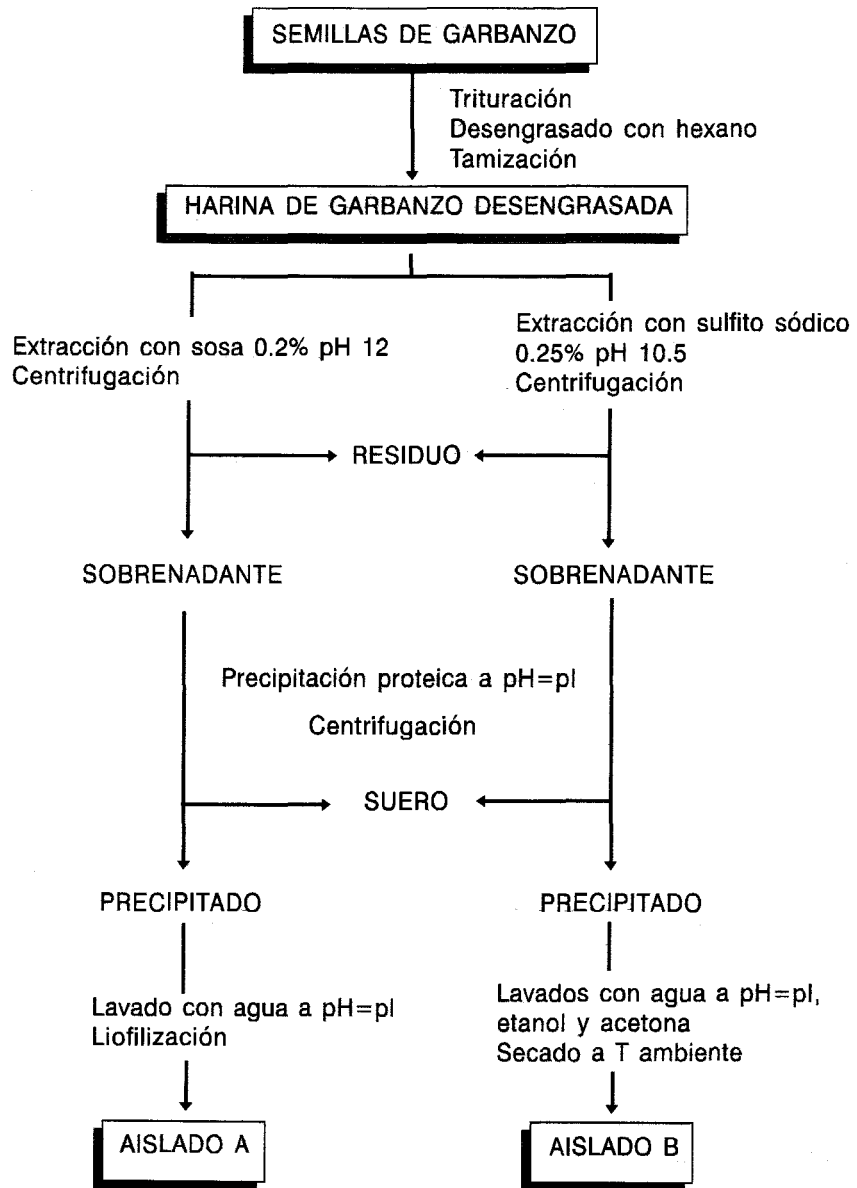 SEMILLAS DE GARBANZO
Trituración
Desengrasado con hexano
Tamización
HARINA DE GARBANZO DESENGRASADA
Extracción con sosa 0.2% pH 12
Centrifugación
Extracción con sulfito sódico
0.25% pH 10.5
Centrifugación
RESIDUO
SOBRENADANTE
SOBRENADANTE
Precipitación proteica a pH=pI
Centrifugación
SUERO
PRECIPITADO
PRECIPITADO
Lavado con agua a pH=pI
Liofilización
Lavados con agua a pH=pI,
etanol y acetona
Secado a T ambiente
AISLADO A
AISLADO B